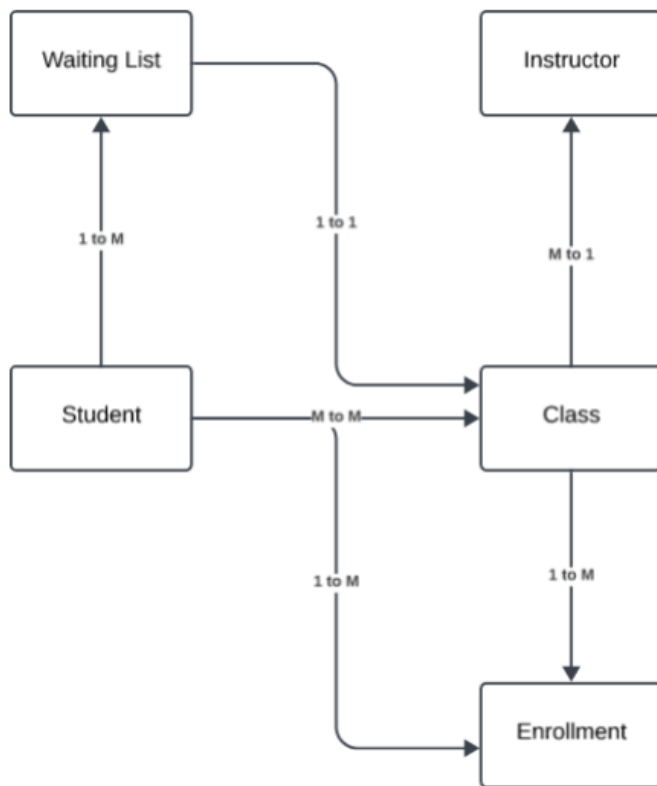 Waiting List
Instructor
1 to 1
1 to M
M to 1
Student
M to M
Class
1 to M
1 to M
Enrollment